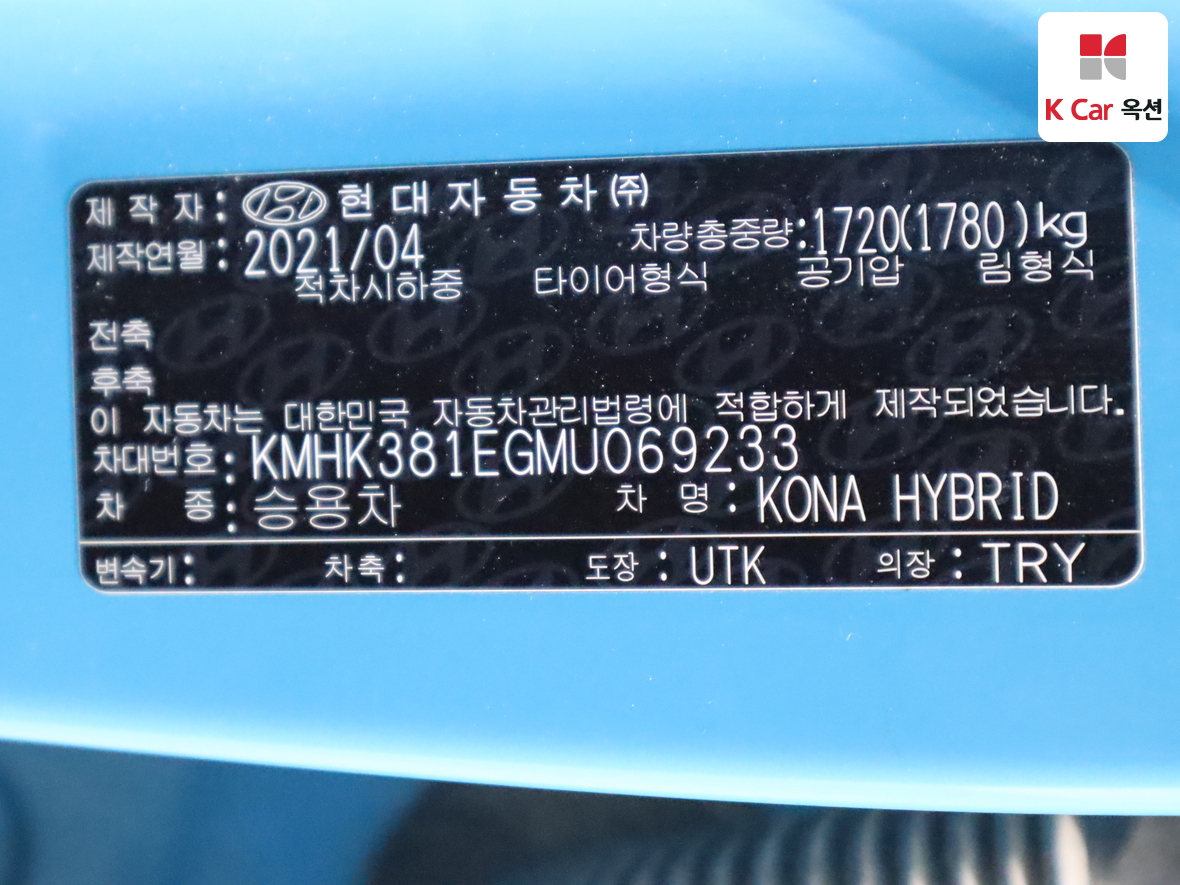 K Car 옥션
제 작 자 : 현 대 자 동 차 ㈜
제작연월 : 2021/04 차량총중량:1720(1780)kg
적차시하중 타이어형식 공기압 림형식
전축
후축
이 자동차는 대한민국 자동차관리법령에 적합하게 제작되었습니다.
차대번호 : KMHK381EGMU069233
차 종 : 승용차 차 명 : KONA HYBRID
변속기 : 차축 : 도장 : UTK 의장 : TRY